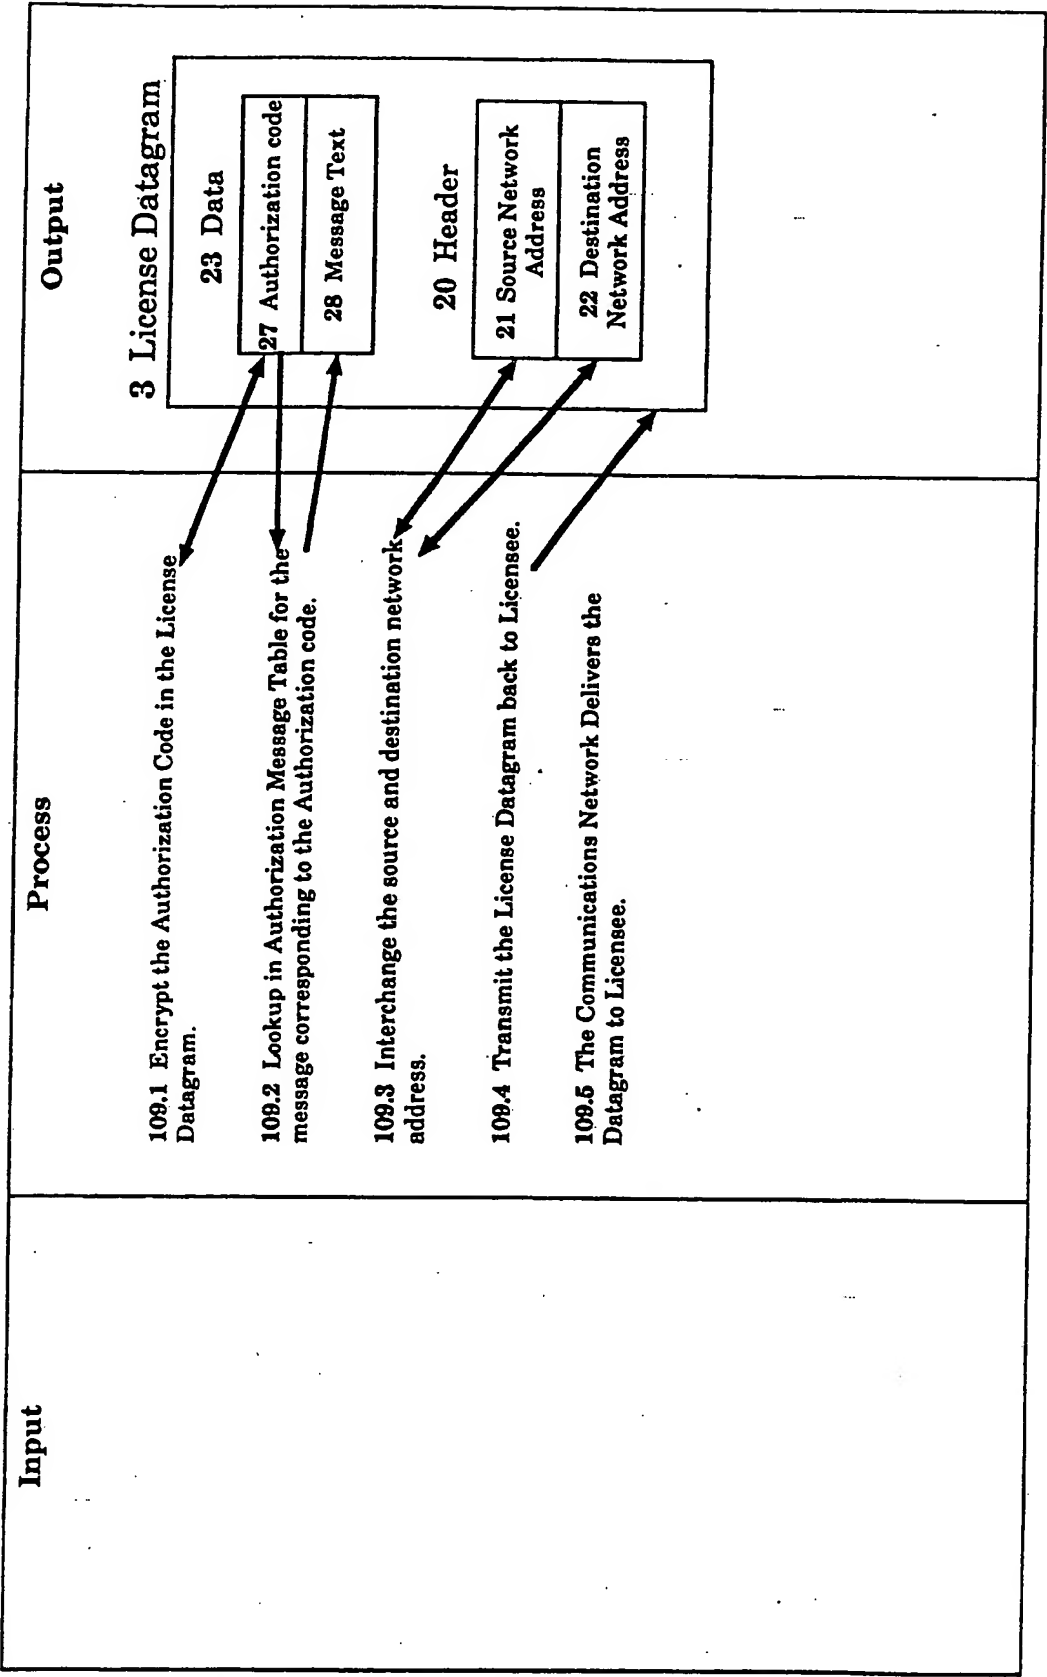 Input
Process
109.1 Encrypt the Authorization Code in the License
Datagram.
109.2 Lookup in Authorization Message Table for the
message corresponding to the Authorization code.
109.3 Interchange the source and destination network
address.
109.4 Transmit the License Datagram back to Licensee.
109.5 The Communications Network Delivers the
Datagram to Licensee.
Output
3 License Datagram
23 Data
27 Authorization code
28 Message Text
20 Header
21 Source Network
Address
22 Destination
Network Address